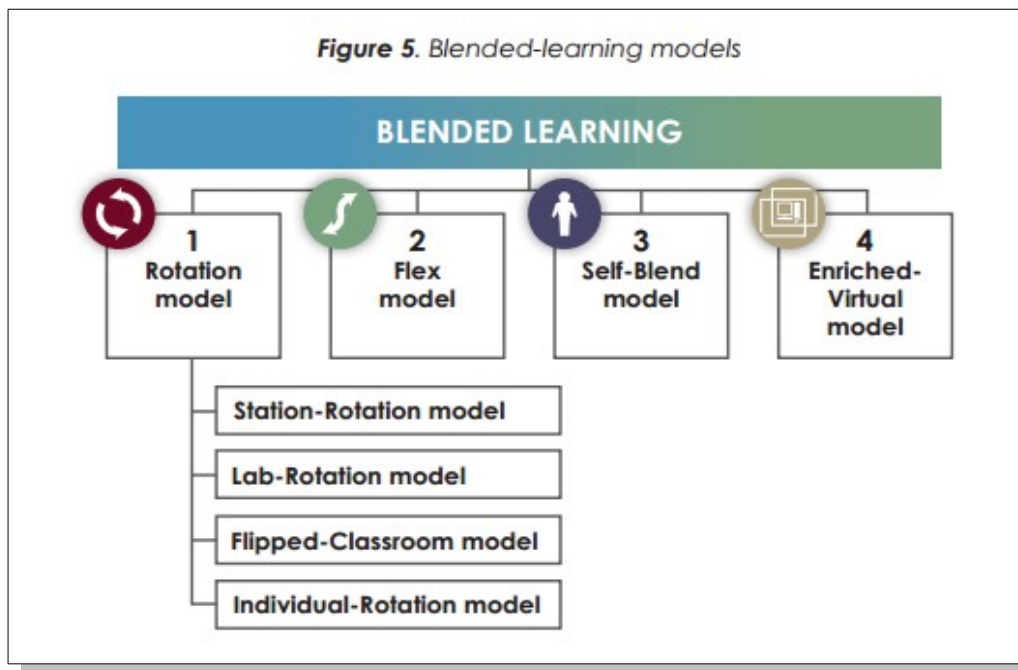 Figure 5. Blended-learning models
BLENDED LEARNING
1
Rotation
model
2
Flex
model
3
Self-Blend
model
4
Enriched-
Virtual
model
Station-Rotation model
Lab-Rotation model
Flipped-Classroom model
Individual-Rotation model